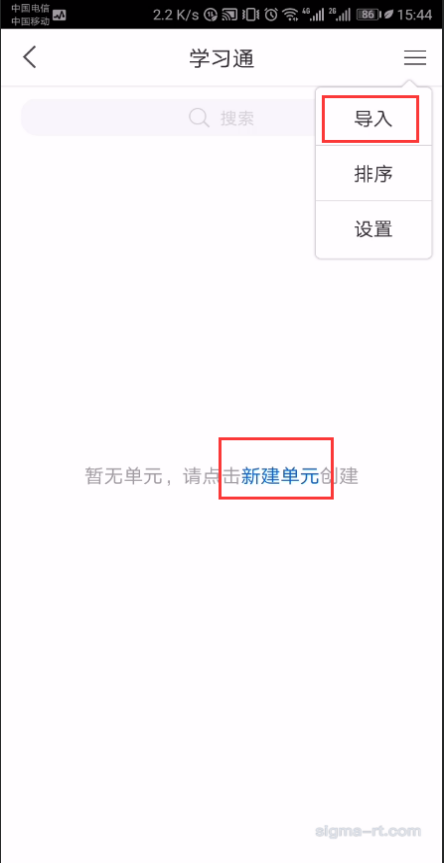 中国电信
中国移动
2.2 K/s
4G
2G
86
15:44
学习通
搜索
导入
排序
设置
暂无单元，请点击新建单元创建
sigma-rt.com